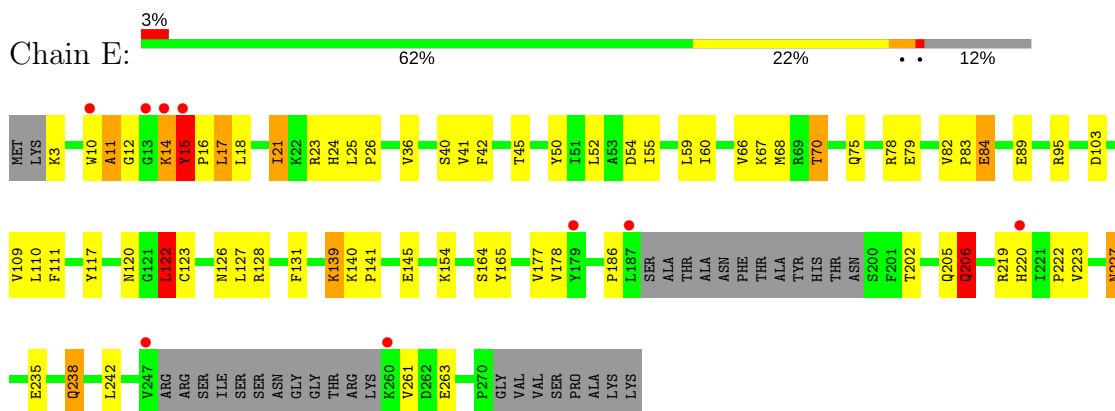 3%
Chain E:
62% 22% • • 12%
MET LYS K3 W10 A11 G12 G13 K14 Y15 P16 L17 L18 I21 K22 R23 H24 L25 P26 V36 S40 V41 F42 T45 Y50 I51 L52 A53 D54 I55 L59 I60 V66 K67 M68 R69 T70 Q75 R78 E79 V82 P83 E84 E89 R95 D103
V109 L110 F111 Y117 N120 G121 L122 C123 N126 L127 R128 F131 K139 K140 P141 E145 K154 S164 Y165 V177 V178 Y179 P186 L187 SER ALA THR ALA ASN PHE THR ALA TYR HIS THR ASN S200 F201 T202 Q205 Q206 R219 H220 I221 P222 V223 N227
E235 Q238 L242 V247 ARG ARG SER ILE SER SER ASN GLY GLY THR ARG LYS K260 V261 D262 E263 P270 GLY VAL VAL SER PRO ALA LYS LYS